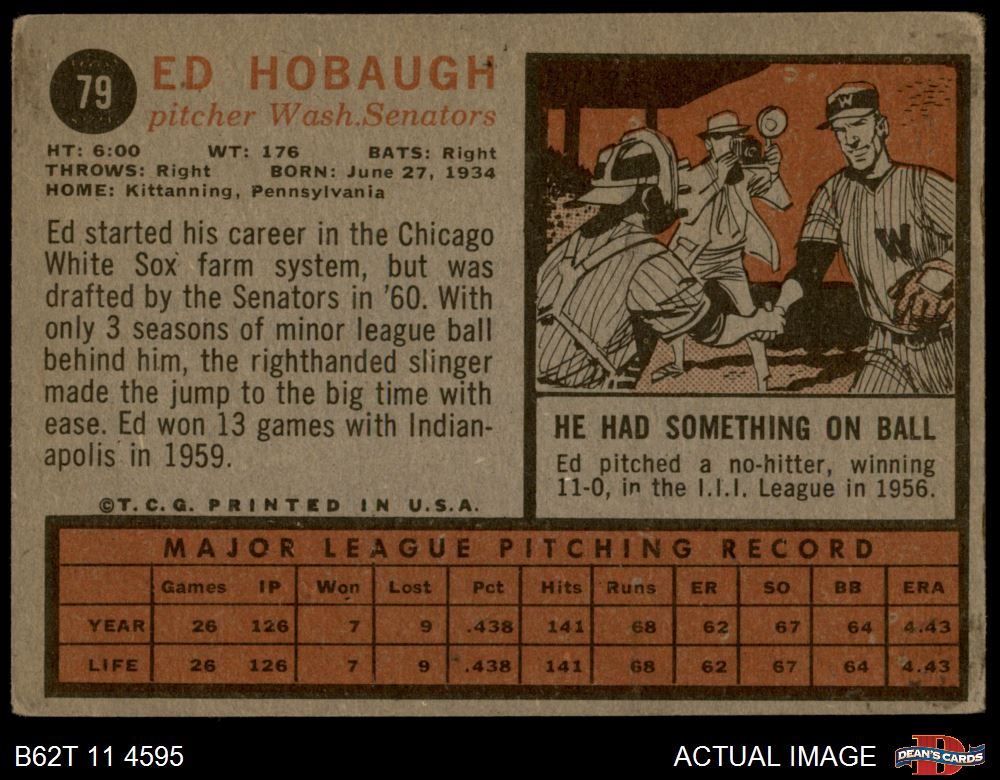 79
ED HOBAUGH
pitcher Wash.Senators
HT: 6:00 WT: 176 BATS: Right
THROWS: Right BORN: June 27, 1934
HOME: Kittanning, Pennsylvania
Ed started his career in the Chicago
White Sox farm system, but was
drafted by the Senators in '60. With
only 3 seasons of minor league ball
behind him, the righthanded slinger
made the jump to the big time with
ease. Ed won 13 games with Indian-
apolis in 1959.
©T.C.G. PRINTED IN U.S.A.
W
W
HE HAD SOMETHING ON BALL
Ed pitched a no-hitter, winning
11-0, in the I.I.I. League in 1956.
MAJOR LEAGUE PITCHING RECORD
Games IP Won Lost Pct Hits Runs ER SO BB ERA
YEAR 26 126 7 9 .438 141 68 62 67 64 4.43
LIFE 26 126 7 9 .438 141 68 62 67 64 4.43
B62T 11 4595
ACTUAL IMAGE
D
DEAN'S CARDS